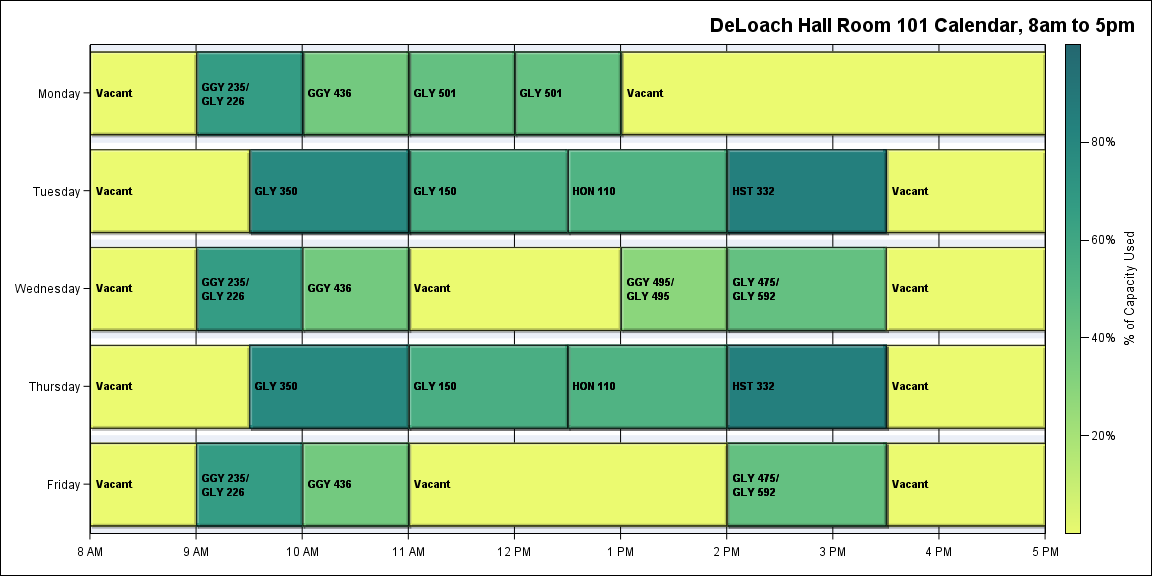 DeLoach Hall Room 101 Calendar, 8am to 5pm
Monday
Vacant
GGY 235/
GLY 226
GGY 436
GLY 501
GLY 501
Vacant
Tuesday
Vacant
GLY 350
GLY 150
HON 110
HST 332
Vacant
Wednesday
Vacant
GGY 235/
GLY 226
GGY 436
Vacant
GGY 495/
GLY 495
GLY 475/
GLY 592
Vacant
Thursday
Vacant
GLY 350
GLY 150
HON 110
HST 332
Vacant
Friday
Vacant
GGY 235/
GLY 226
GGY 436
Vacant
GLY 475/
GLY 592
Vacant
8 AM
9 AM
10 AM
11 AM
12 PM
1 PM
2 PM
3 PM
4 PM
5 PM
80%
60%
40%
20%
% of Capacity Used